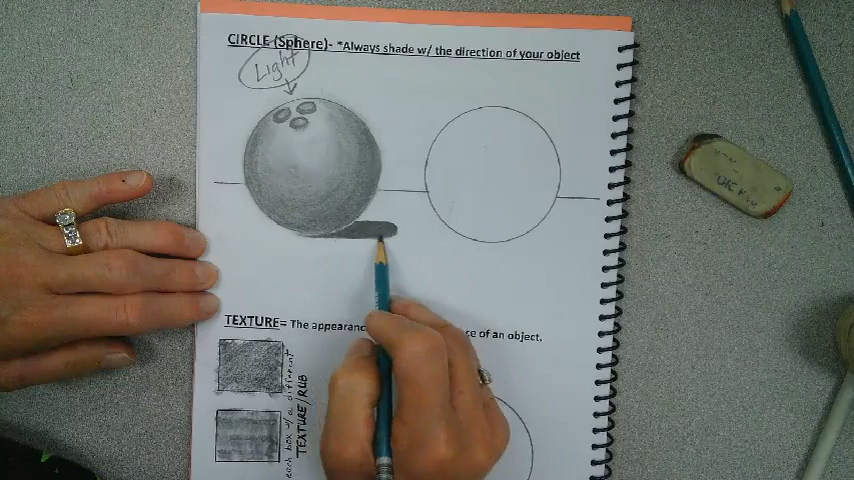 CIRCLE (Sphere)- *Always shade w/ the direction of your object
Light
TEXTURE= The appearan ce of an object.
each box w/ a different
TEXTURE/RUB